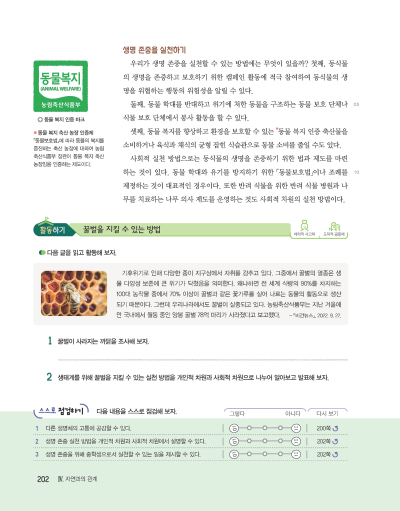 생명 존중을 실천하기
우리가 생명 존중을 실천할 수 있는 방법에는 무엇이 있을까? 첫째, 동식물
의 생명을 존중하고 보호하기 위한 캠페인 활동에 적극 참여하여 동식물의 생
명을 위협하는 행동의 위험성을 알릴 수 있다.
둘째, 동물 학대를 반대하고 위기에 처한 동물을 구조하는 동물 보호 단체나
식물 보호 단체에서 봉사 활동을 할 수 있다.
셋째, 동물 복지를 향상하고 환경을 보호할 수 있는 동물 복지 인증 축산물을
소비하거나 육식과 채식의 균형 잡힌 식습관으로 동물 소비를 줄일 수도 있다.
사회적 실천 방법으로는 동식물의 생명을 존중하기 위한 법과 제도를 마련
하는 것이 있다. 동물 학대와 유기를 방지하기 위한 「동물보호법」이나 조례를
제정하는 것이 대표적인 경우이다. 또한 반려 식물을 위한 반려 식물 병원과 나
무를 치료하는 나무 의사 제도를 운영하는 것도 사회적 차원의 실천 방법이다.
05
10
동물복지
(ANIMAL WELFARE)
농림축산식품부
동물 복지 인증 마크
동물 복지 축산 농장 인증제
「동물보호법」에 따라 동물의 복지를
증진하는 축산 농장에 대하여 농림
축산식품부 장관이 동물 복지 축산
농장임을 인증하는 제도이다.
활동하기
꿀벌을 지킬 수 있는 방법
다음 글을 읽고 활동해 보자.
기후위기로 인해 다양한 종이 지구상에서 자취를 감추고 있다. 그중에서 꿀벌의 멸종은 생
물 다양성 보존에 큰 위기가 닥쳤음을 의미한다. 왜냐하면 전 세계 식량의 90%를 차지하는
100대 농작물 중에서 70% 이상이 꿀벌과 같은 꽃가루를 실어 나르는 동물의 활동으로 생산
되기 때문이다. 그런데 우리나라에서도 꿀벌이 실종되고 있다. 농림축산식품부는 지난 겨울에
만 국내에서 월동 중인 양봉 꿀벌 78억 마리가 사라졌다고 보고했다.
2022. 9. 27.
1 꿀벌이 사라지는 까닭을 조사해 보자.
2 생태계를 위해 꿀벌을 지킬 수 있는 실천 방법을 개인적 차원과 사회적 차원으로 나누어 알아보고 발표해 보자.
스스로 점검하기
다음 내용을 스스로 점검해 보자.
그렇다 아니다 다시 보기
1 다른 생명체의 고통에 공감할 수 있다. 200쪽
2 생명 존중 실천 방법을 개인적 차원과 사회적 차원에서 설명할 수 있다. 202쪽
3 생명 존중을 위해 중학생으로서 실천할 수 있는 일을 제시할 수 있다. 202쪽
202 Ⅳ. 자연과의 관계